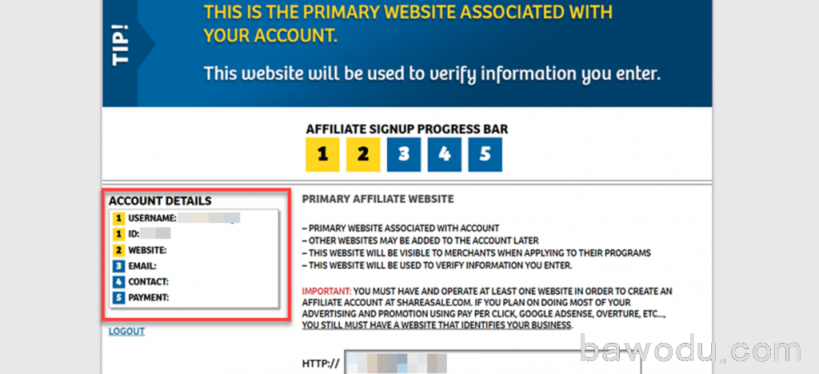 TIP!
THIS IS THE PRIMARY WEBSITE ASSOCIATED WITH
YOUR ACCOUNT.
This website will be used to verify information you enter.
AFFILIATE SIGNUP PROGRESS BAR
1 2 3 4 5
ACCOUNT DETAILS
1 USERNAME:
1 ID:
2 WEBSITE:
3 EMAIL:
4 CONTACT:
5 PAYMENT:
LOGOUT
PRIMARY AFFILIATE WEBSITE
– PRIMARY WEBSITE ASSOCIATED WITH ACCOUNT
– OTHER WEBSITES MAY BE ADDED TO THE ACCOUNT LATER
– THIS WEBSITE WILL BE VISIBLE TO MERCHANTS WHEN APPLYING TO THEIR PROGRAMS
– THIS WEBSITE WILL BE USED TO VERIFY INFORMATION YOU ENTER.
IMPORTANT: YOU MUST HAVE AND OPERATE AT LEAST ONE WEBSITE IN ORDER TO CREATE AN
AFFILIATE ACCOUNT AT SHAREASALE.COM. IF YOU PLAN ON DOING MOST OF YOUR
ADVERTISING AND PROMOTION USING PAY PER CLICK, GOOGLE ADSENSE, OVERTURE, ETC...,
YOU STILL MUST HAVE A WEBSITE THAT IDENTIFIES YOUR BUSINESS.
HTTP://
bawodu.com